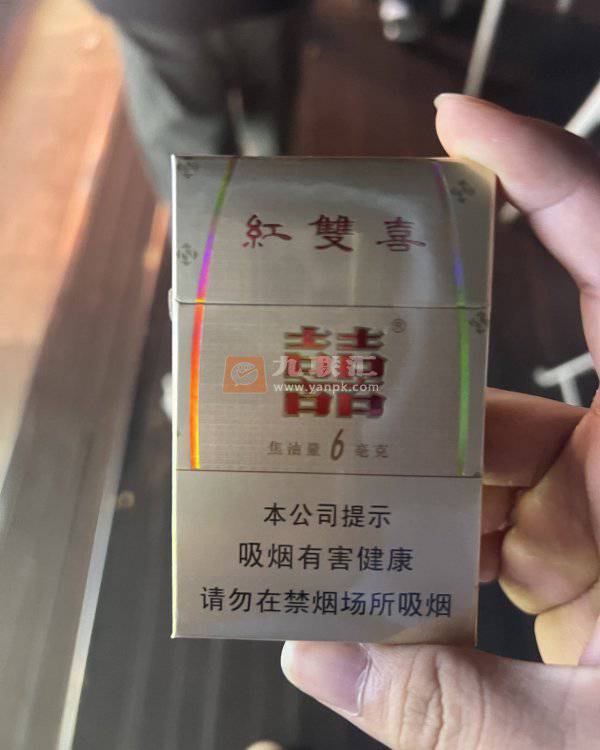 紅雙喜
囍®
九联汇
www.yanpk.com
焦油量6毫克
本公司提示
吸烟有害健康
请勿在禁烟场所吸烟